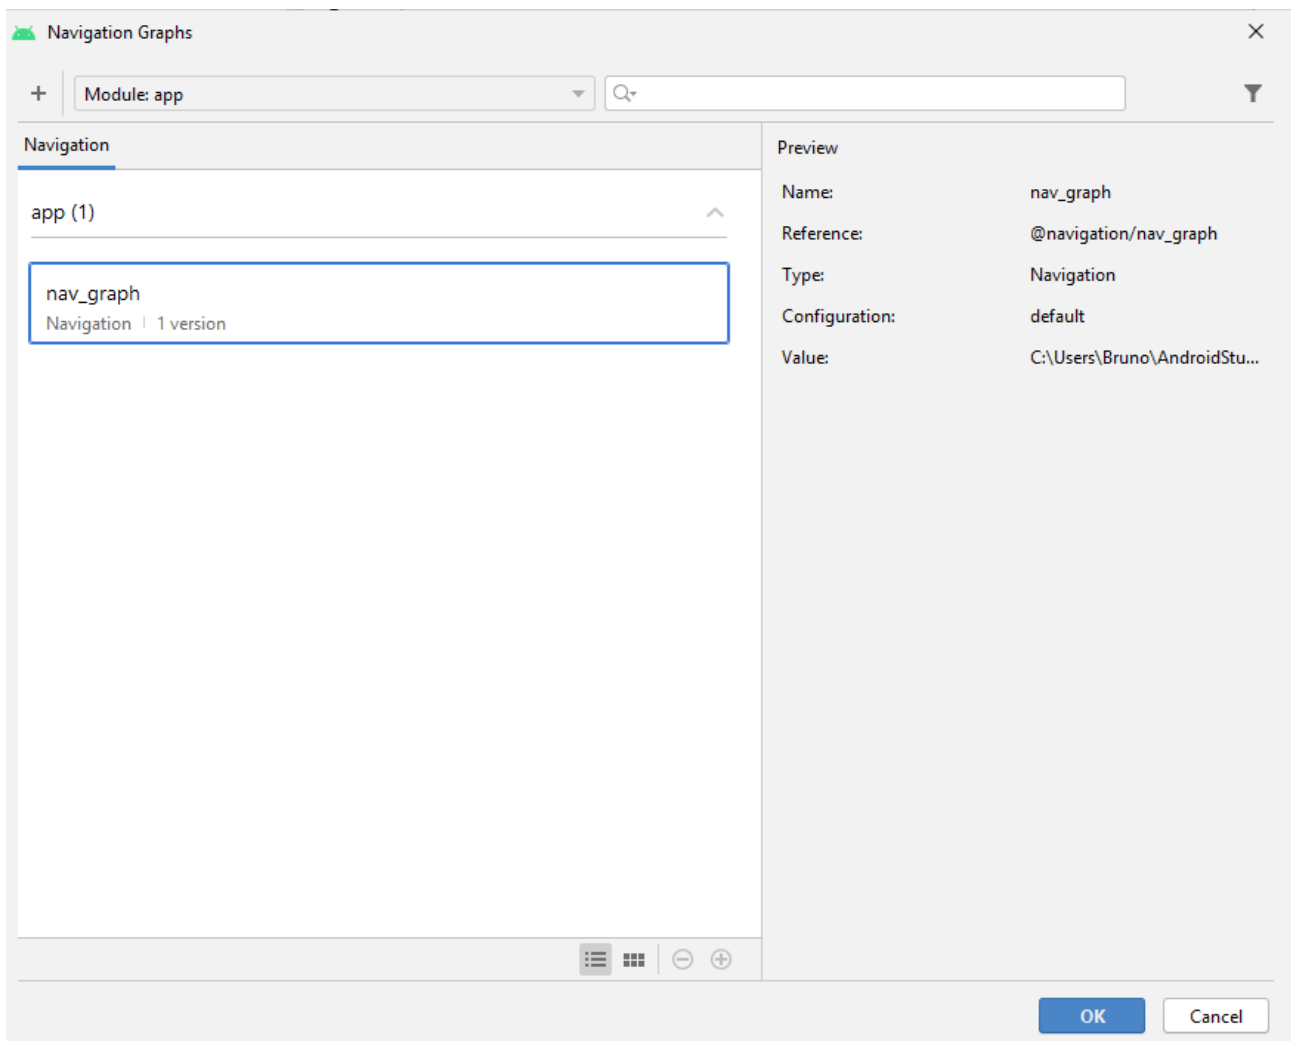 Navigation Graphs
Module: app
Navigation
app (1)
nav_graph
Navigation | 1 version
Preview
Name: nav_graph
Reference: @navigation/nav_graph
Type: Navigation
Configuration: default
Value: C:\Users\Bruno\AndroidStu...
OK Cancel